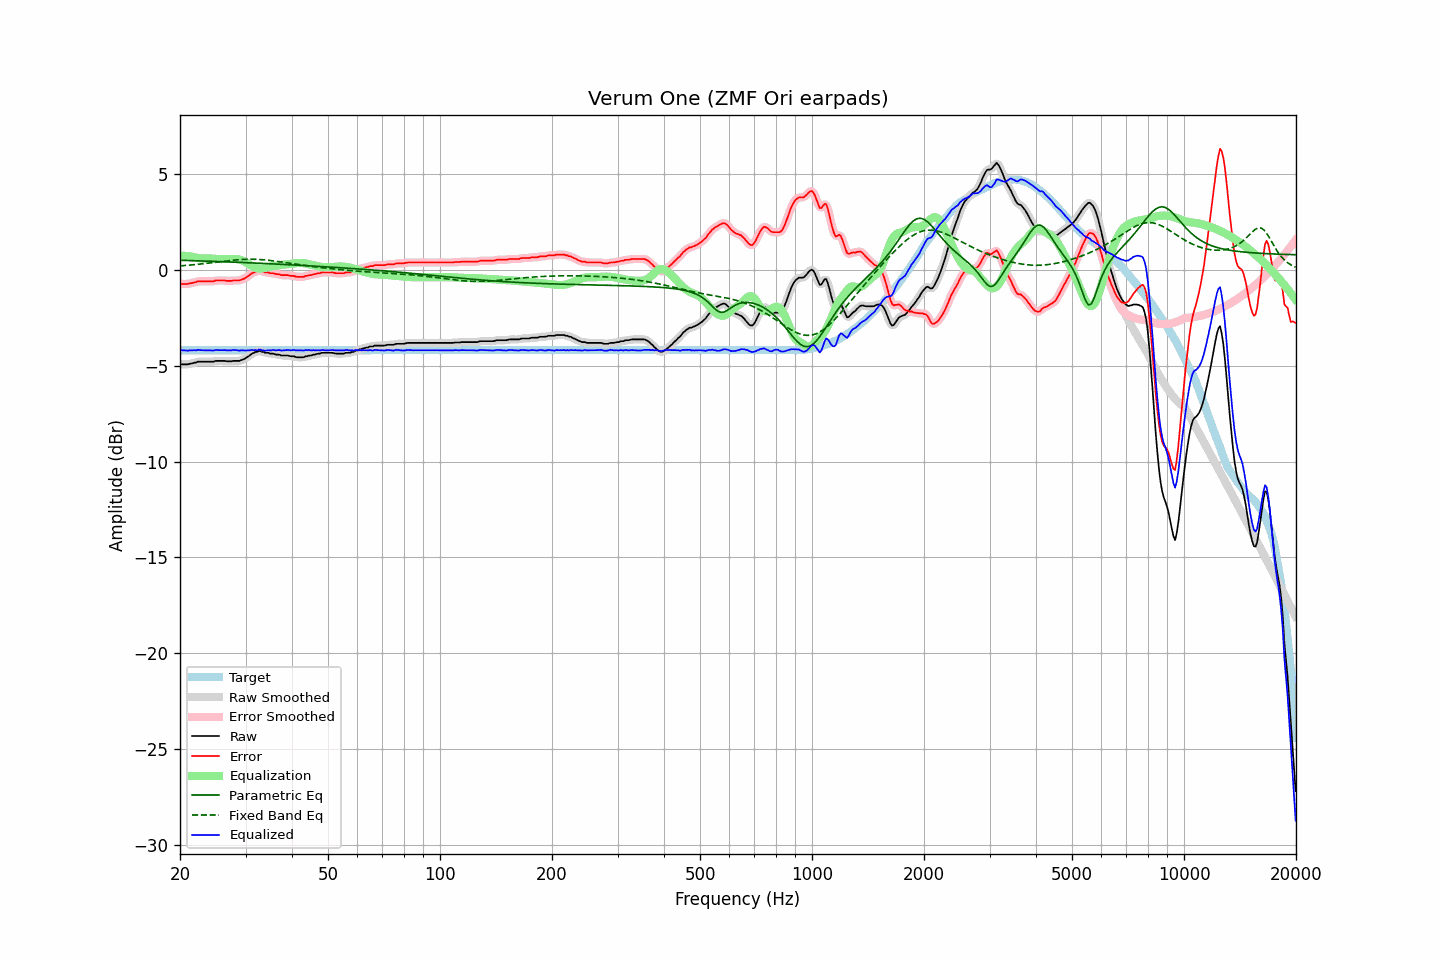 Verum One (ZMF Ori earpads)
5
0
−5
−10
−15
−20
−25
−30
Amplitude (dBr)
Target
Raw Smoothed
Error Smoothed
Raw
Error
Equalization
Parametric Eq
Fixed Band Eq
Equalized
20 50 100 200 500 1000 2000 5000 10000 20000
Frequency (Hz)